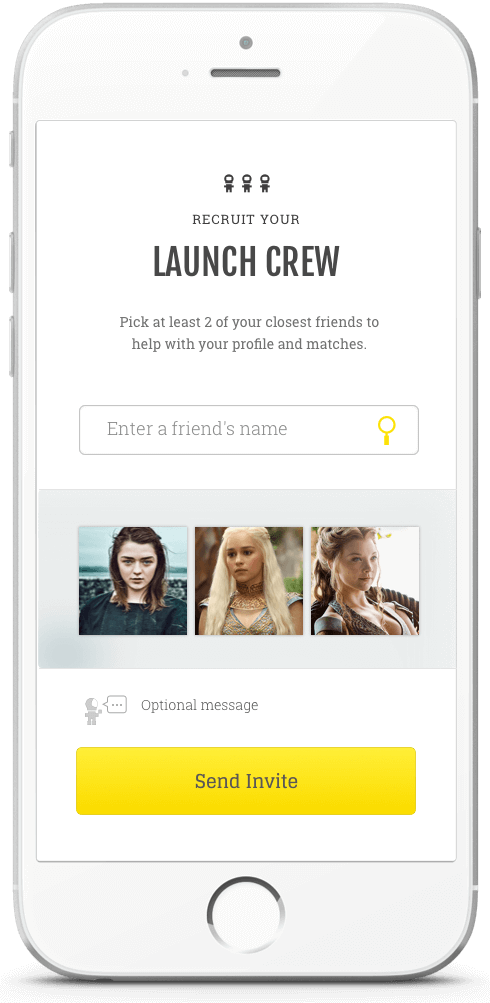 RECRUIT YOUR
LAUNCH CREW
Pick at least 2 of your closest friends to
help with your profile and matches.
Enter a friend's name
Optional message
Send Invite